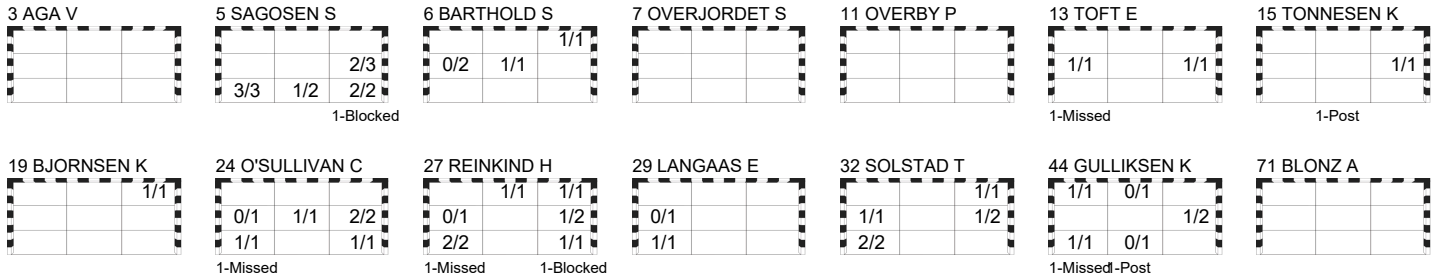 3 AGA V 5 SAGOSEN S 6 BARTHOLD S 7 OVERJORDET S 11 OVERBY P 13 TOFT E 15 TONNESEN K
1/1
2/3 0/2 1/1 1/1 1/1 1/1
3/3 1/2 2/2
1-Blocked 1-Missed 1-Post
19 BJORNSEN K 24 O'SULLIVAN C 27 REINKIND H 29 LANGAAS E 32 SOLSTAD T 44 GULLIKSEN K 71 BLONZ A
1/1 1/1 1/1 1/1 1/1 0/1
0/1 1/1 2/2 0/1 1/2 0/1 1/1 1/2 1/2
1/1 1/1 2/2 1/1 1/1 2/2 1/1 0/1
1-Missed 1-Missed 1-Blocked 1-Missed 1-Post